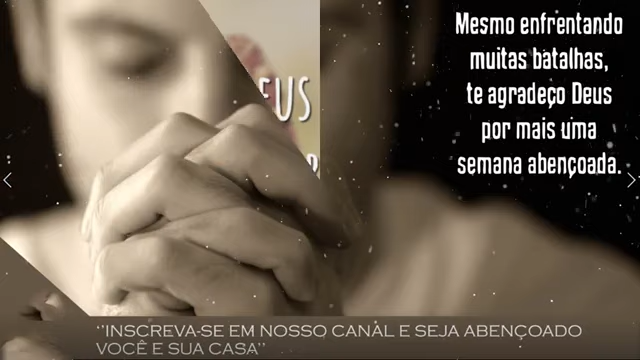 Mesmo enfrentando
muitas batalhas,
te agradeço Deus
por mais uma
semana abençoada.
"INSCREVA-SE EM NOSSO CANAL E SEJA ABENÇOADO
VOCÊ E SUA CASA"